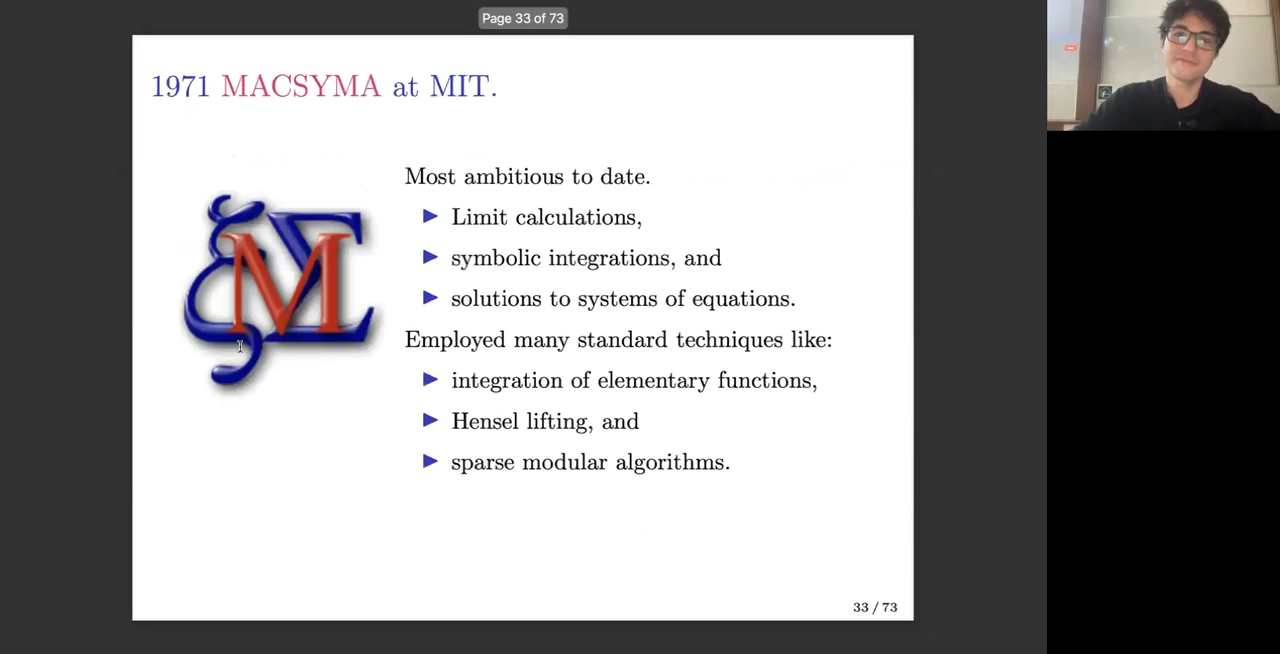 Page 33 of 73
1971 MACSYMA at MIT.
Most ambitious to date.
Limit calculations,
symbolic integrations, and
solutions to systems of equations.
Employed many standard techniques like:
integration of elementary functions,
Hensel lifting, and
sparse modular algorithms.
33 / 73